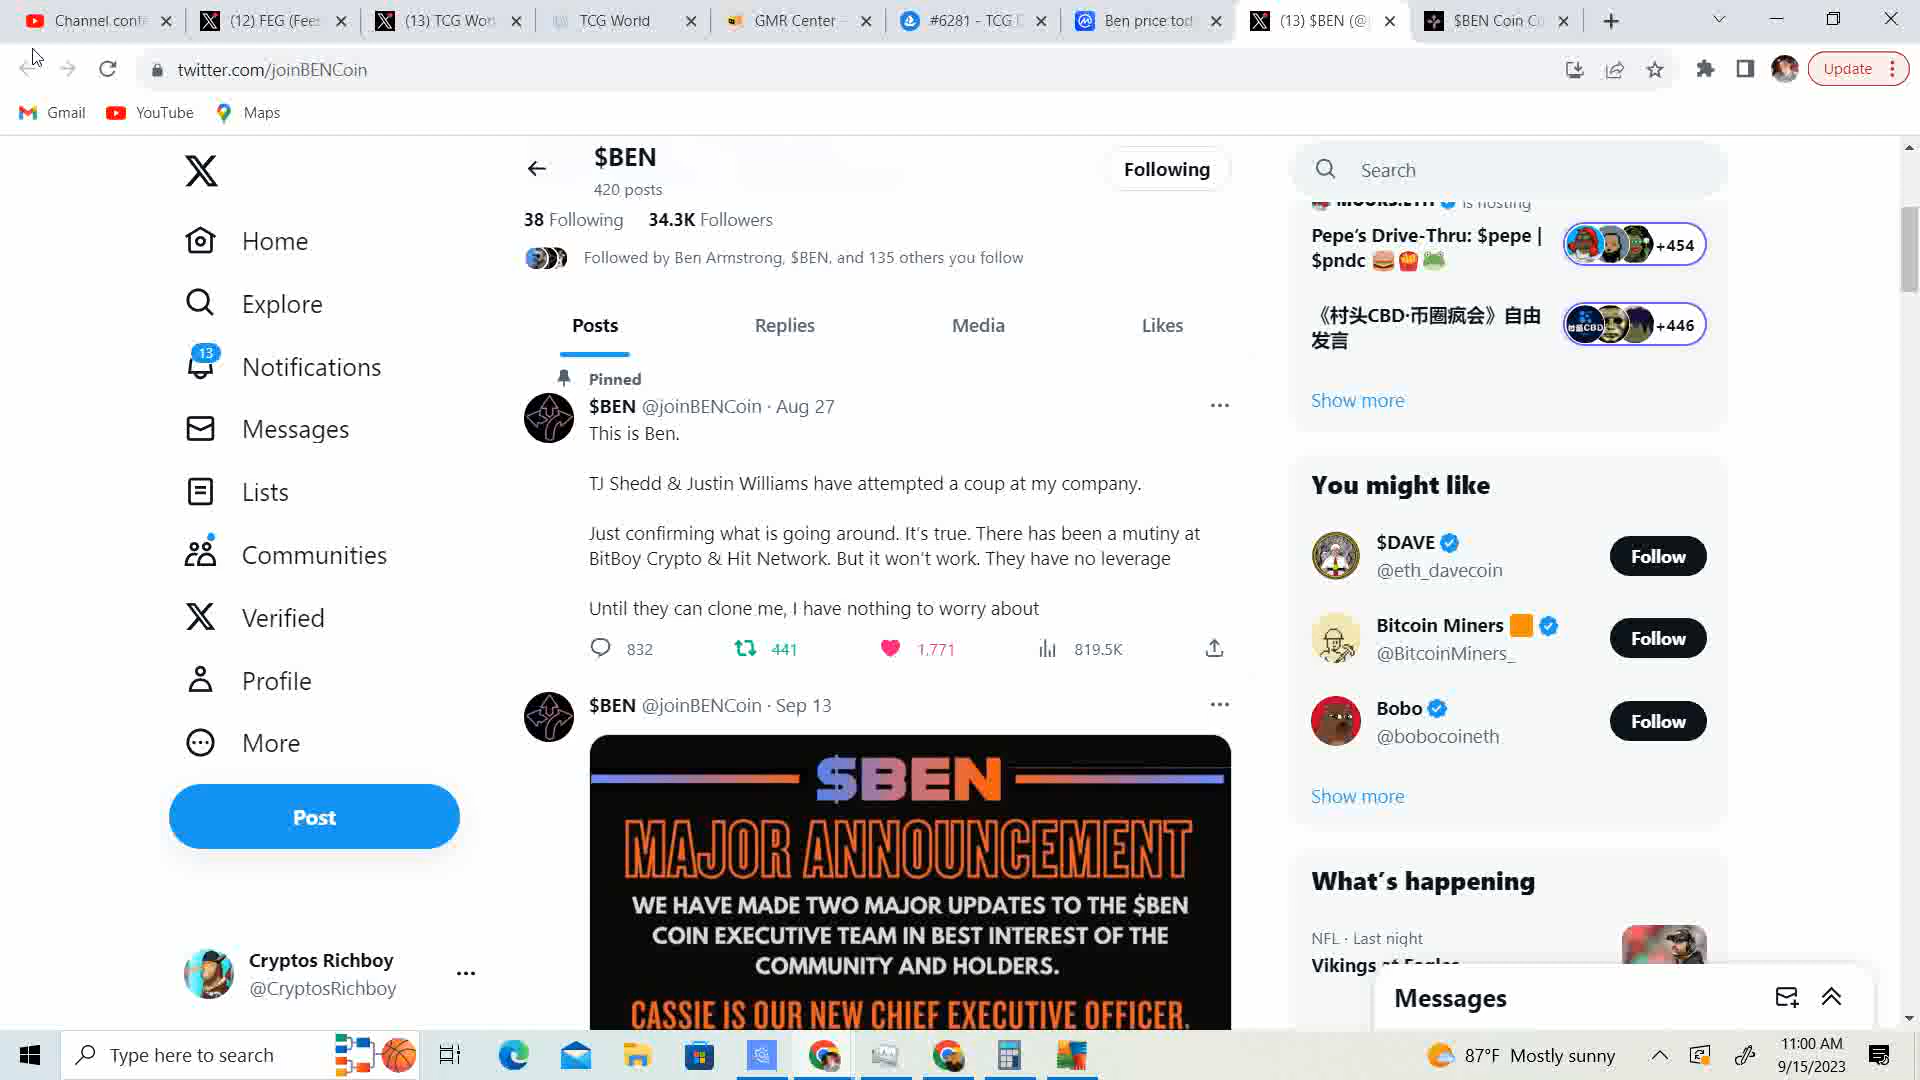 Channel cont
(12) FEG (Fee
(13) TCG Wor
TCG World
GMR Center -
#6281 - TCG
Ben price tod
(13) $BEN (@
$BEN Coin Co
twitter.com/joinBENCoin
Update
Gmail
YouTube
Maps
X
Home
Explore
13
Notifications
Messages
Lists
Communities
Verified
Profile
More
Post
Cryptos Richboy
@CryptosRichboy
$BEN
420 posts
Following
38 Following 34.3K Followers
Followed by Ben Armstrong, $BEN, and 135 others you follow
Posts
Replies
Media
Likes
Pinned
$BEN @joinBENCoin · Aug 27
This is Ben.
TJ Shedd & Justin Williams have attempted a coup at my company.
Just confirming what is going around. It's true. There has been a mutiny at
BitBoy Crypto & Hit Network. But it won't work. They have no leverage
Until they can clone me, I have nothing to worry about
832
441
1,771
819.5K
$BEN @joinBENCoin · Sep 13
$BEN
MAJOR ANNOUNCEMENT
WE HAVE MADE TWO MAJOR UPDATES TO THE $BEN
COIN EXECUTIVE TEAM IN BEST INTEREST OF THE
COMMUNITY AND HOLDERS.
CASSIE IS OUR NEW CHIEF EXECUTIVE OFFICER.
Search
is hosting
Pepe's Drive-Thru: $pepe |
$pndc 🍔🍟🐸
+454
《村头CBD·币圈疯会》自由
发言
+446
Show more
You might like
$DAVE
@eth_davecoin
Follow
Bitcoin Miners
@BitcoinMiners_
Follow
Bobo
@bobocoineth
Follow
Show more
What's happening
NFL · Last night
Vikings at Eagles
Messages
Type here to search
87°F Mostly sunny
11:00 AM
9/15/2023